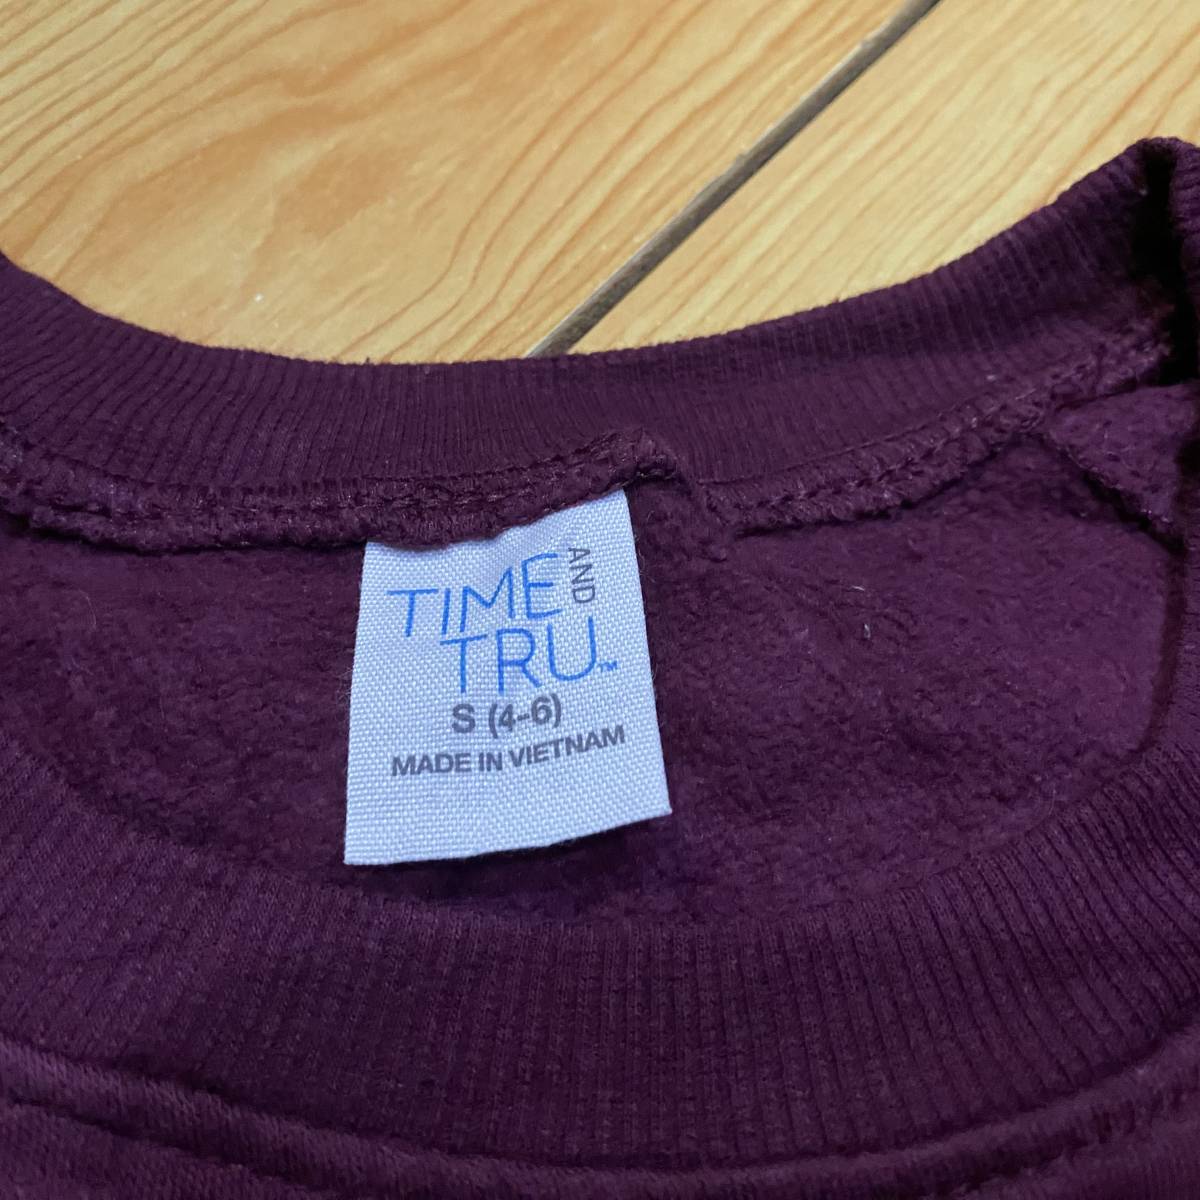 TIME AND
TRU™
S (4-6)
MADE IN VIETNAM